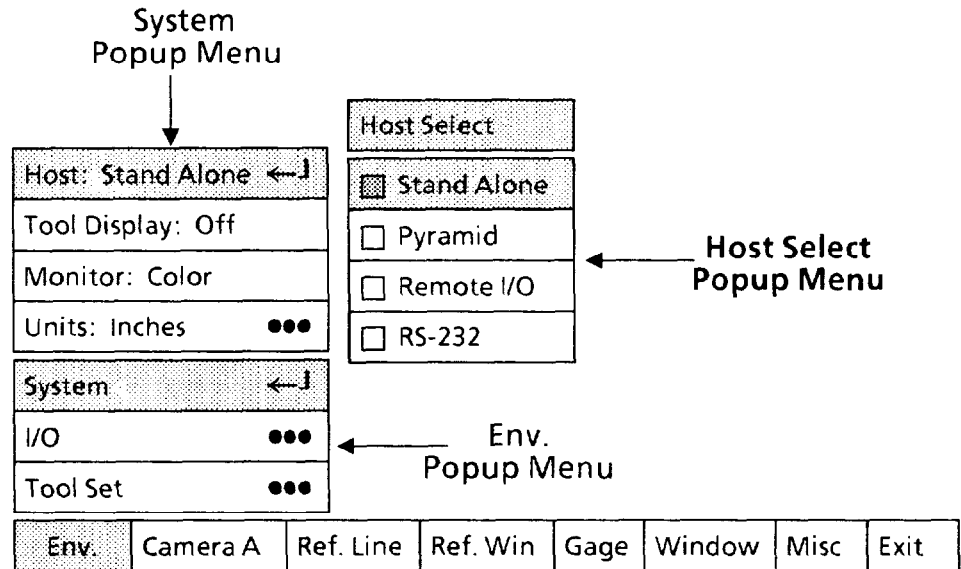 System
Popup Menu
Host Select
Host: Stand Alone ←┘
Stand Alone
Tool Display: Off
Pyramid
Monitor: Color
Remote I/O
Units: Inches ●●●
RS-232
Host Select
Popup Menu
System ←┘
I/O ●●●
Tool Set ●●●
Env.
Popup Menu
Env. Camera A Ref. Line Ref. Win Gage Window Misc Exit